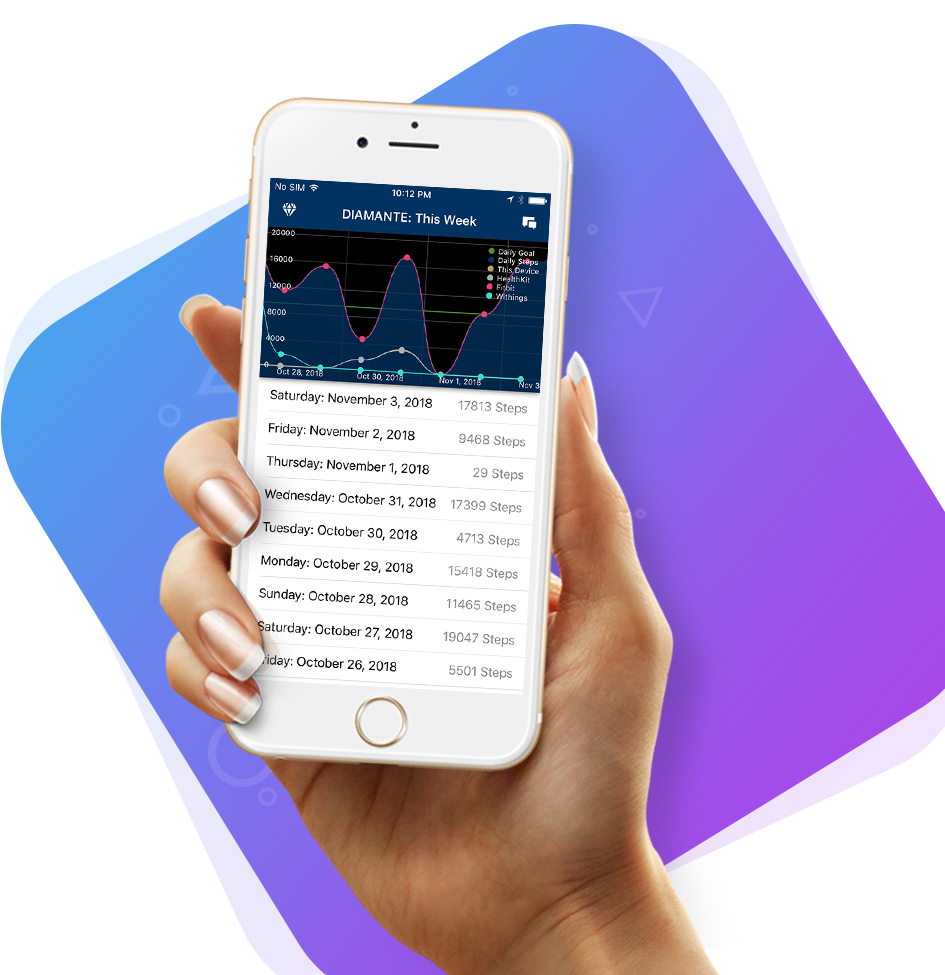 No SIM 10:12 PM
DIAMANTE: This Week
20000
16000
12000
8000
4000
0
Daily Goal
Daily Steps
This Device
HealthKit
Fitbit
Withings
Oct 28, 2018 Oct 30, 2018 Nov 1, 2018 Nov 3
Saturday: November 3, 2018 17813 Steps
Friday: November 2, 2018 9468 Steps
Thursday: November 1, 2018 29 Steps
Wednesday: October 31, 2018 17399 Steps
Tuesday: October 30, 2018 4713 Steps
Monday: October 29, 2018 15418 Steps
Sunday: October 28, 2018 11465 Steps
Saturday: October 27, 2018 19047 Steps
riday: October 26, 2018 5501 Steps